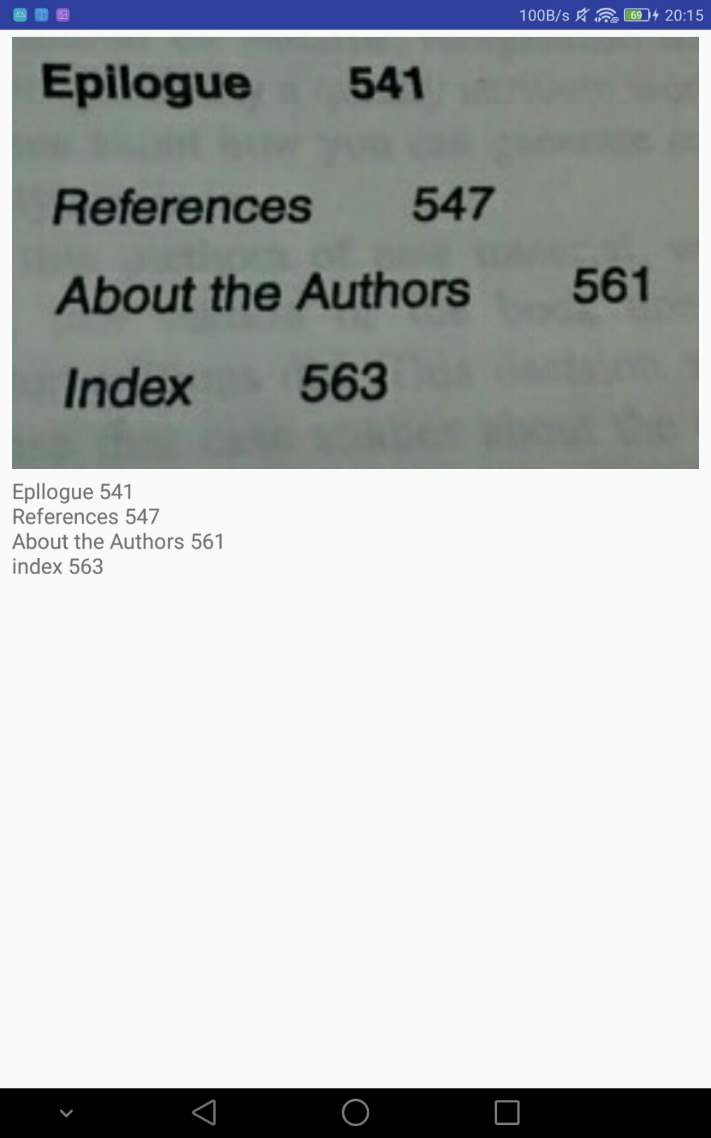 100B/s 69 20:15
Epilogue 541
References 547
About the Authors 561
Index 563
Epllogue 541
References 547
About the Authors 561
index 563